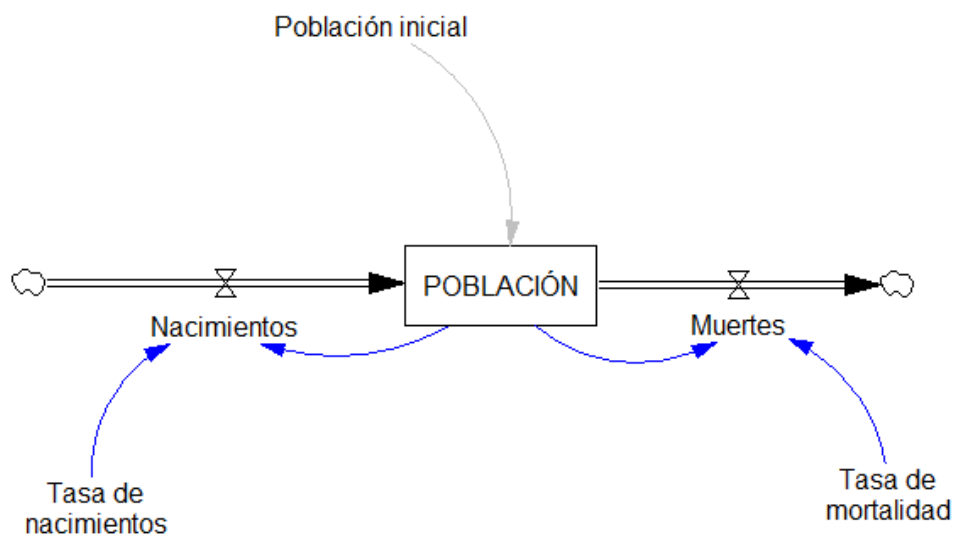 Población inicial
POBLACIÓN
Nacimientos
Muertes
Tasa de
nacimientos
Tasa de
mortalidad